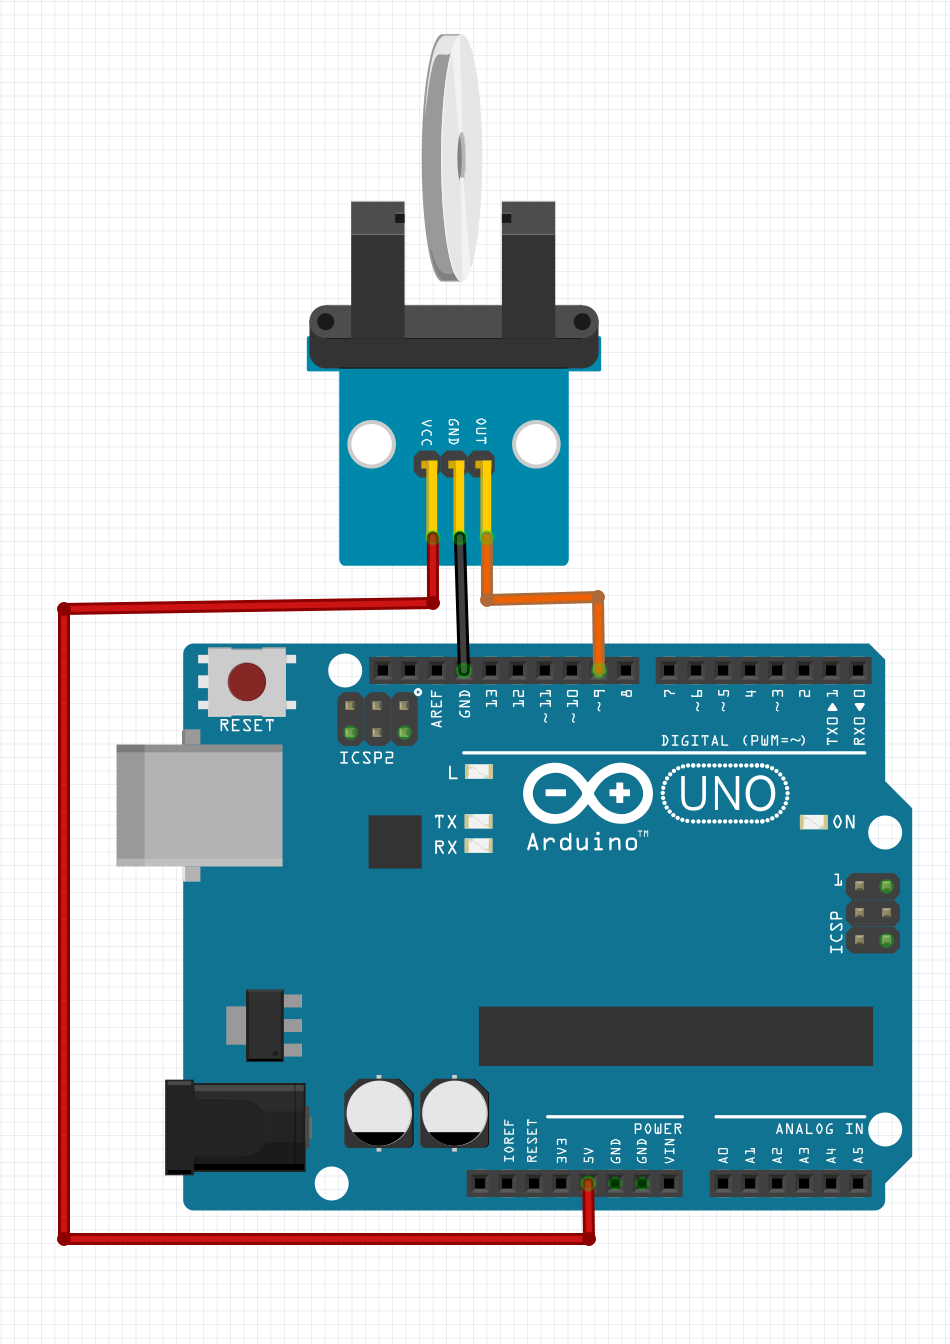 VCC
GND
OUT
RESET
ICSP2
AREF
GND
13
12
~11
~10
~9
8
7
~6
~5
4
~3
2
TXO ▲ 1
RXO ▼ 0
DIGITAL (PWM=~)
L
TX
RX
Arduino™
UNO
ON
1
ICSP
IOREF
RESET
3V3
5V
GND
GND
VIN
POWER
A0
A1
A2
A3
A4
A5
ANALOG IN